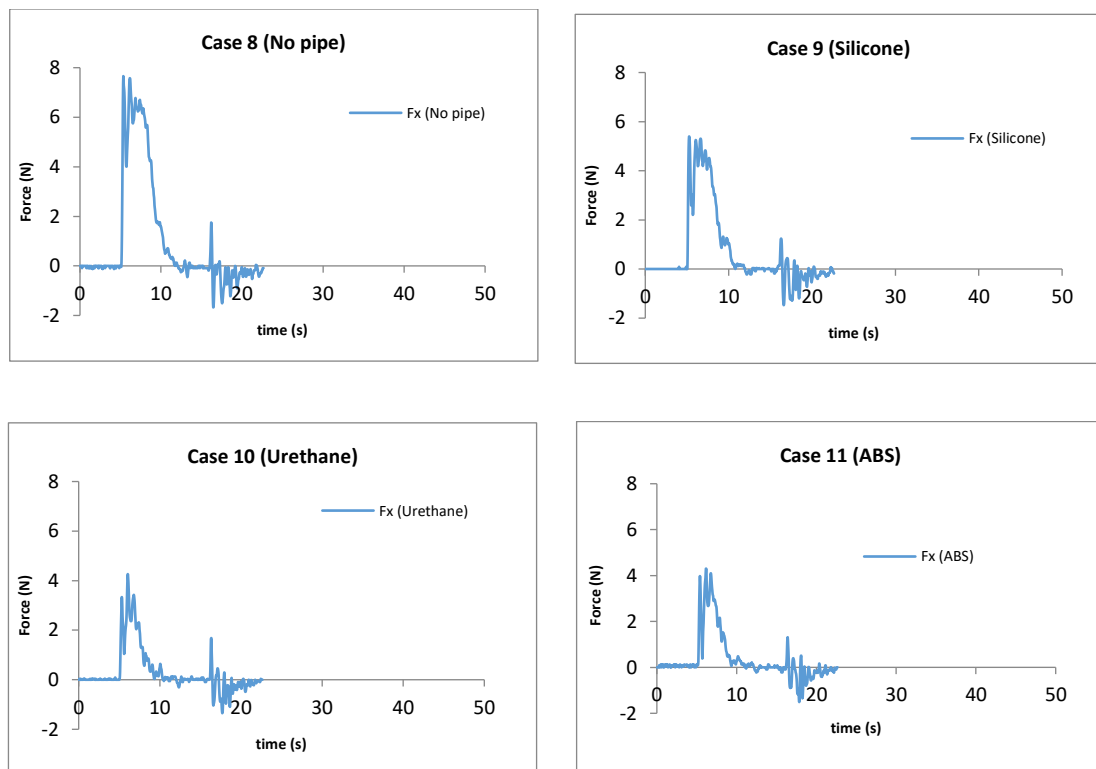 Case 8 (No pipe)
8
6
4
2
0
-2
Force (N)
Fx (No pipe)
0 10 20 30 40 50
time (s)
Case 9 (Silicone)
8
6
4
2
0
-2
Force (N)
Fx (Silicone)
0 10 20 30 40 50
time (s)
Case 10 (Urethane)
8
6
4
2
0
-2
Force (N)
Fx (Urethane)
0 10 20 30 40 50
time (s)
Case 11 (ABS)
8
6
4
2
0
-2
Force (N)
Fx (ABS)
0 10 20 30 40 50
time (s)